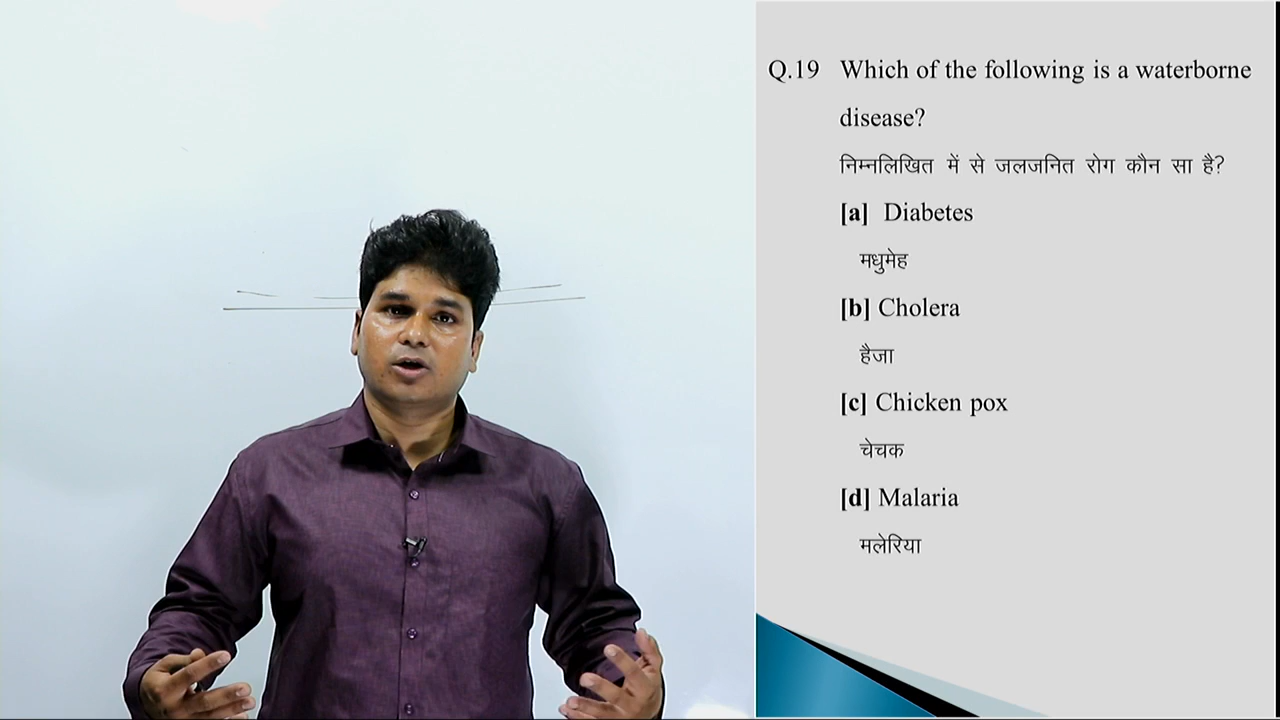 Q.19 Which of the following is a waterborne
disease?
निम्नलिखित में से जलजनित रोग कौन सा है?
[a] Diabetes
मधुमेह
[b] Cholera
हैजा
[c] Chicken pox
चेचक
[d] Malaria
मलेरिया